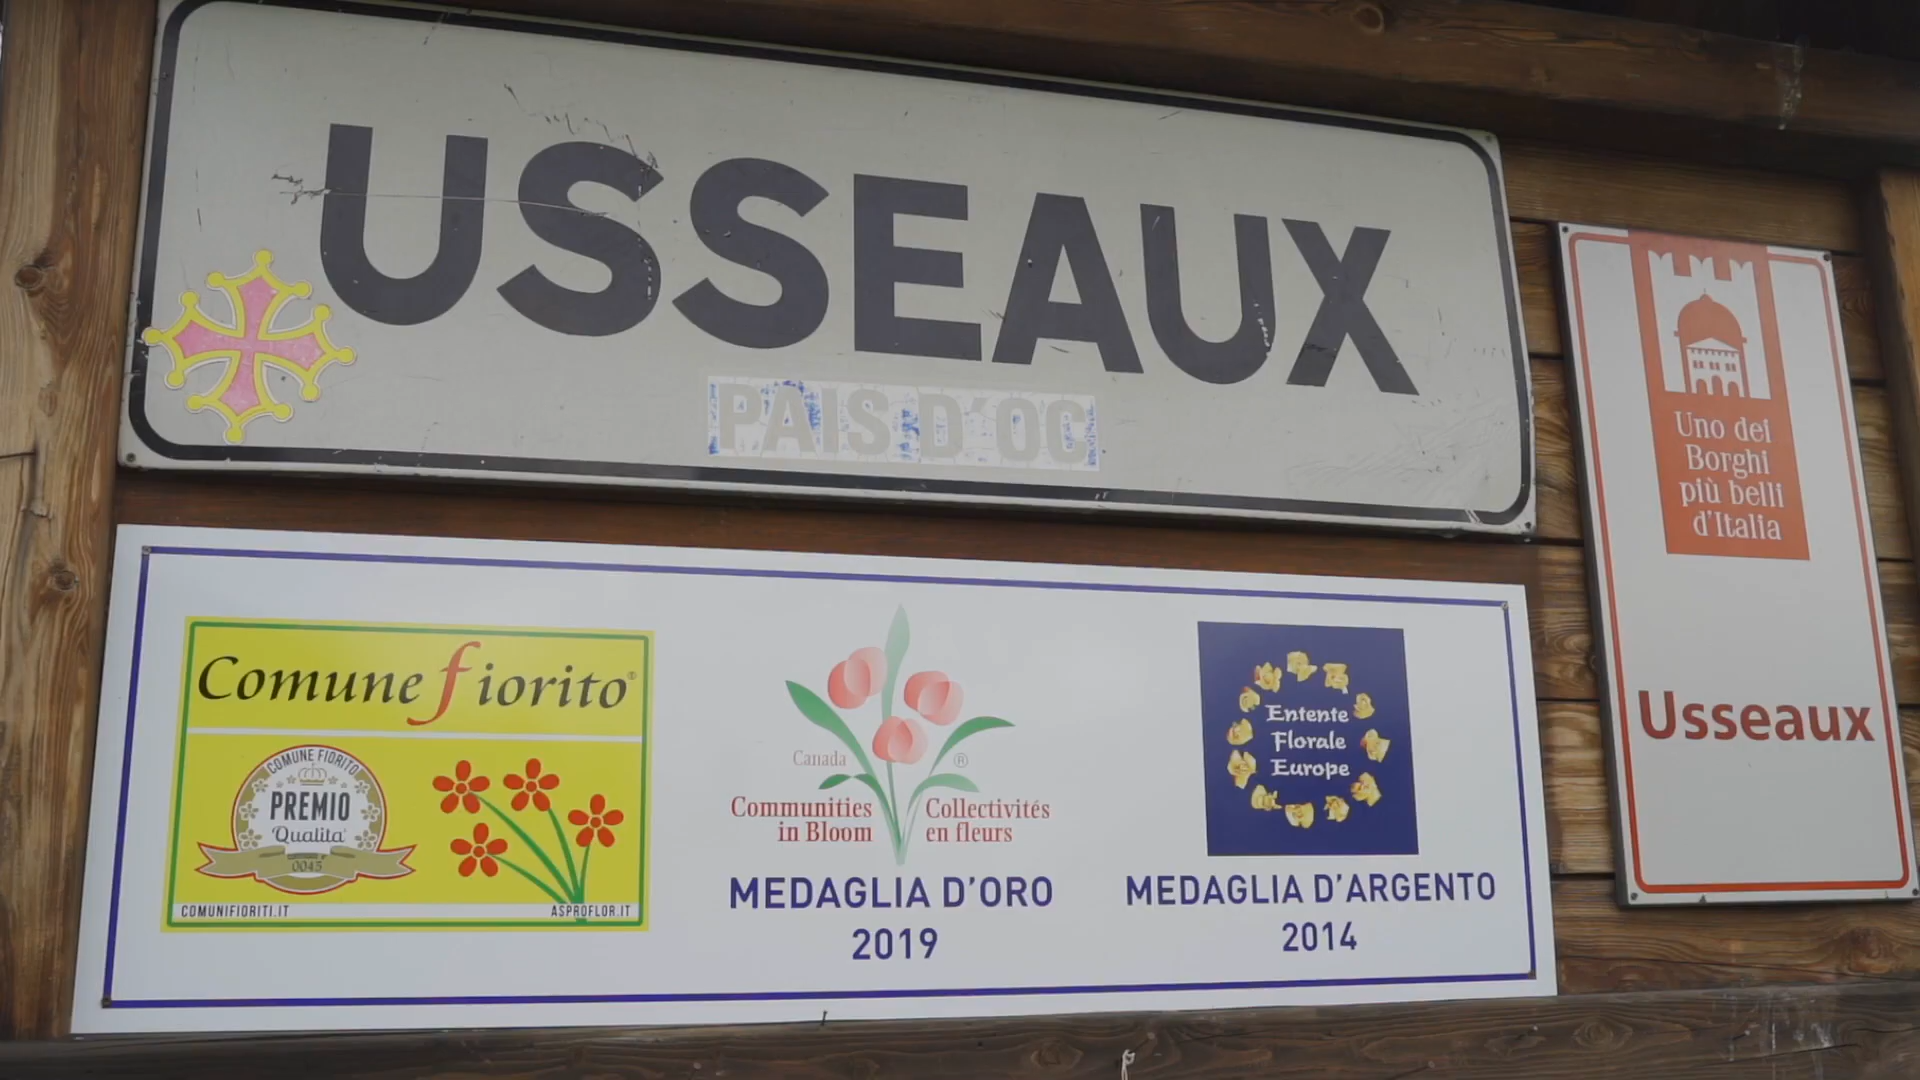 USSEAUX
PAIS D'OC
Uno dei
Borghi
più belli
d'Italia
Usseaux
Comune fiorito
COMUNE FIORITO
PREMIO
Qualita'
0045
COMUNIFIORITI.IT
ASPROFLOR.IT
Canada
®
Communities
in Bloom
Collectivités
en fleurs
MEDAGLIA D'ORO
2019
Entente
Florale
Europe
MEDAGLIA D'ARGENTO
2014